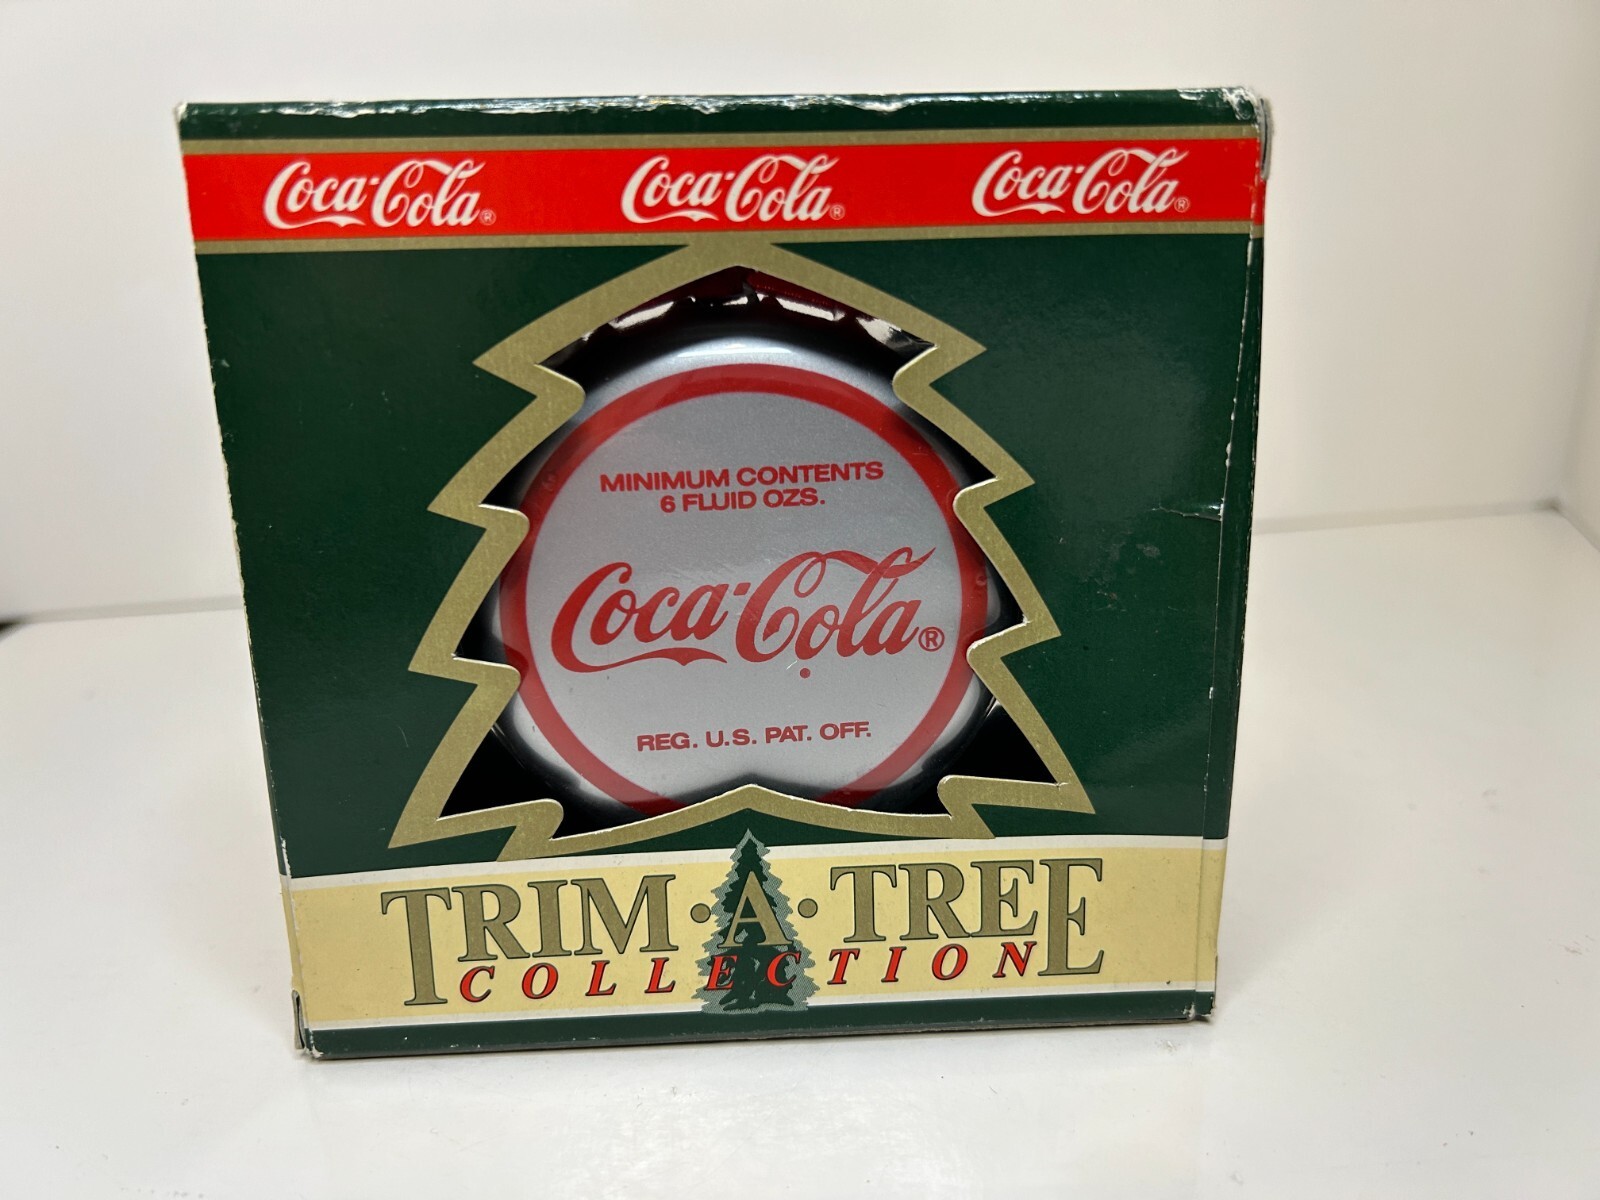 Coca-Cola® Coca-Cola® Coca-Cola®
MINIMUM CONTENTS
6 FLUID OZS.
Coca-Cola®
REG. U.S. PAT. OFF.
TRIM·A·TREE
COLLECTION